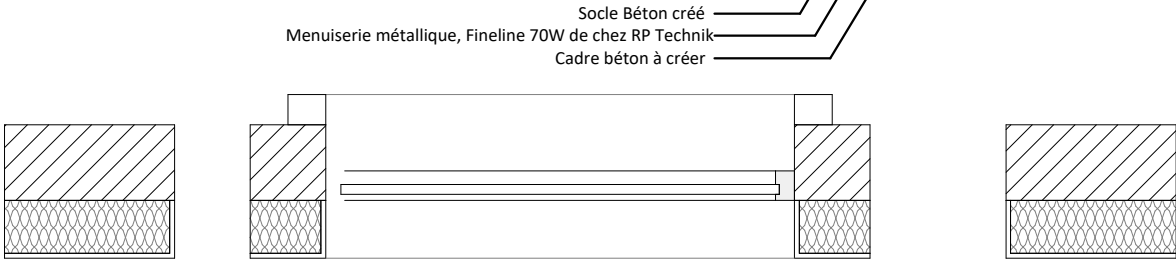 Socle Béton créé
Menuiserie métallique, Fineline 70W de chez RP Technik
Cadre béton à créer